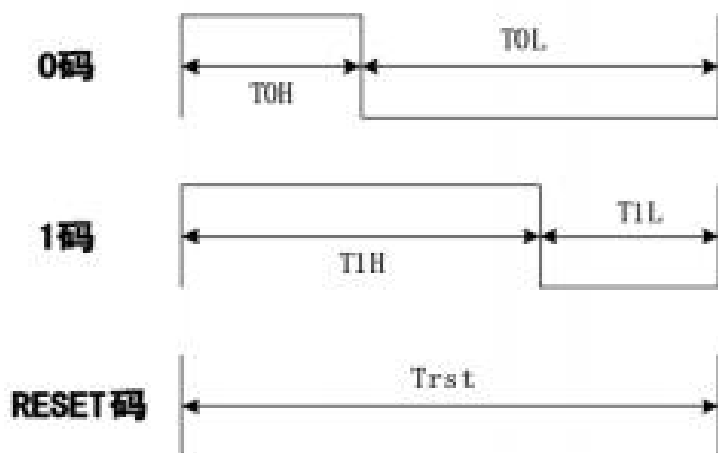 0码
T0H
T0L
1码
T1H
T1L
RESET码
Trst